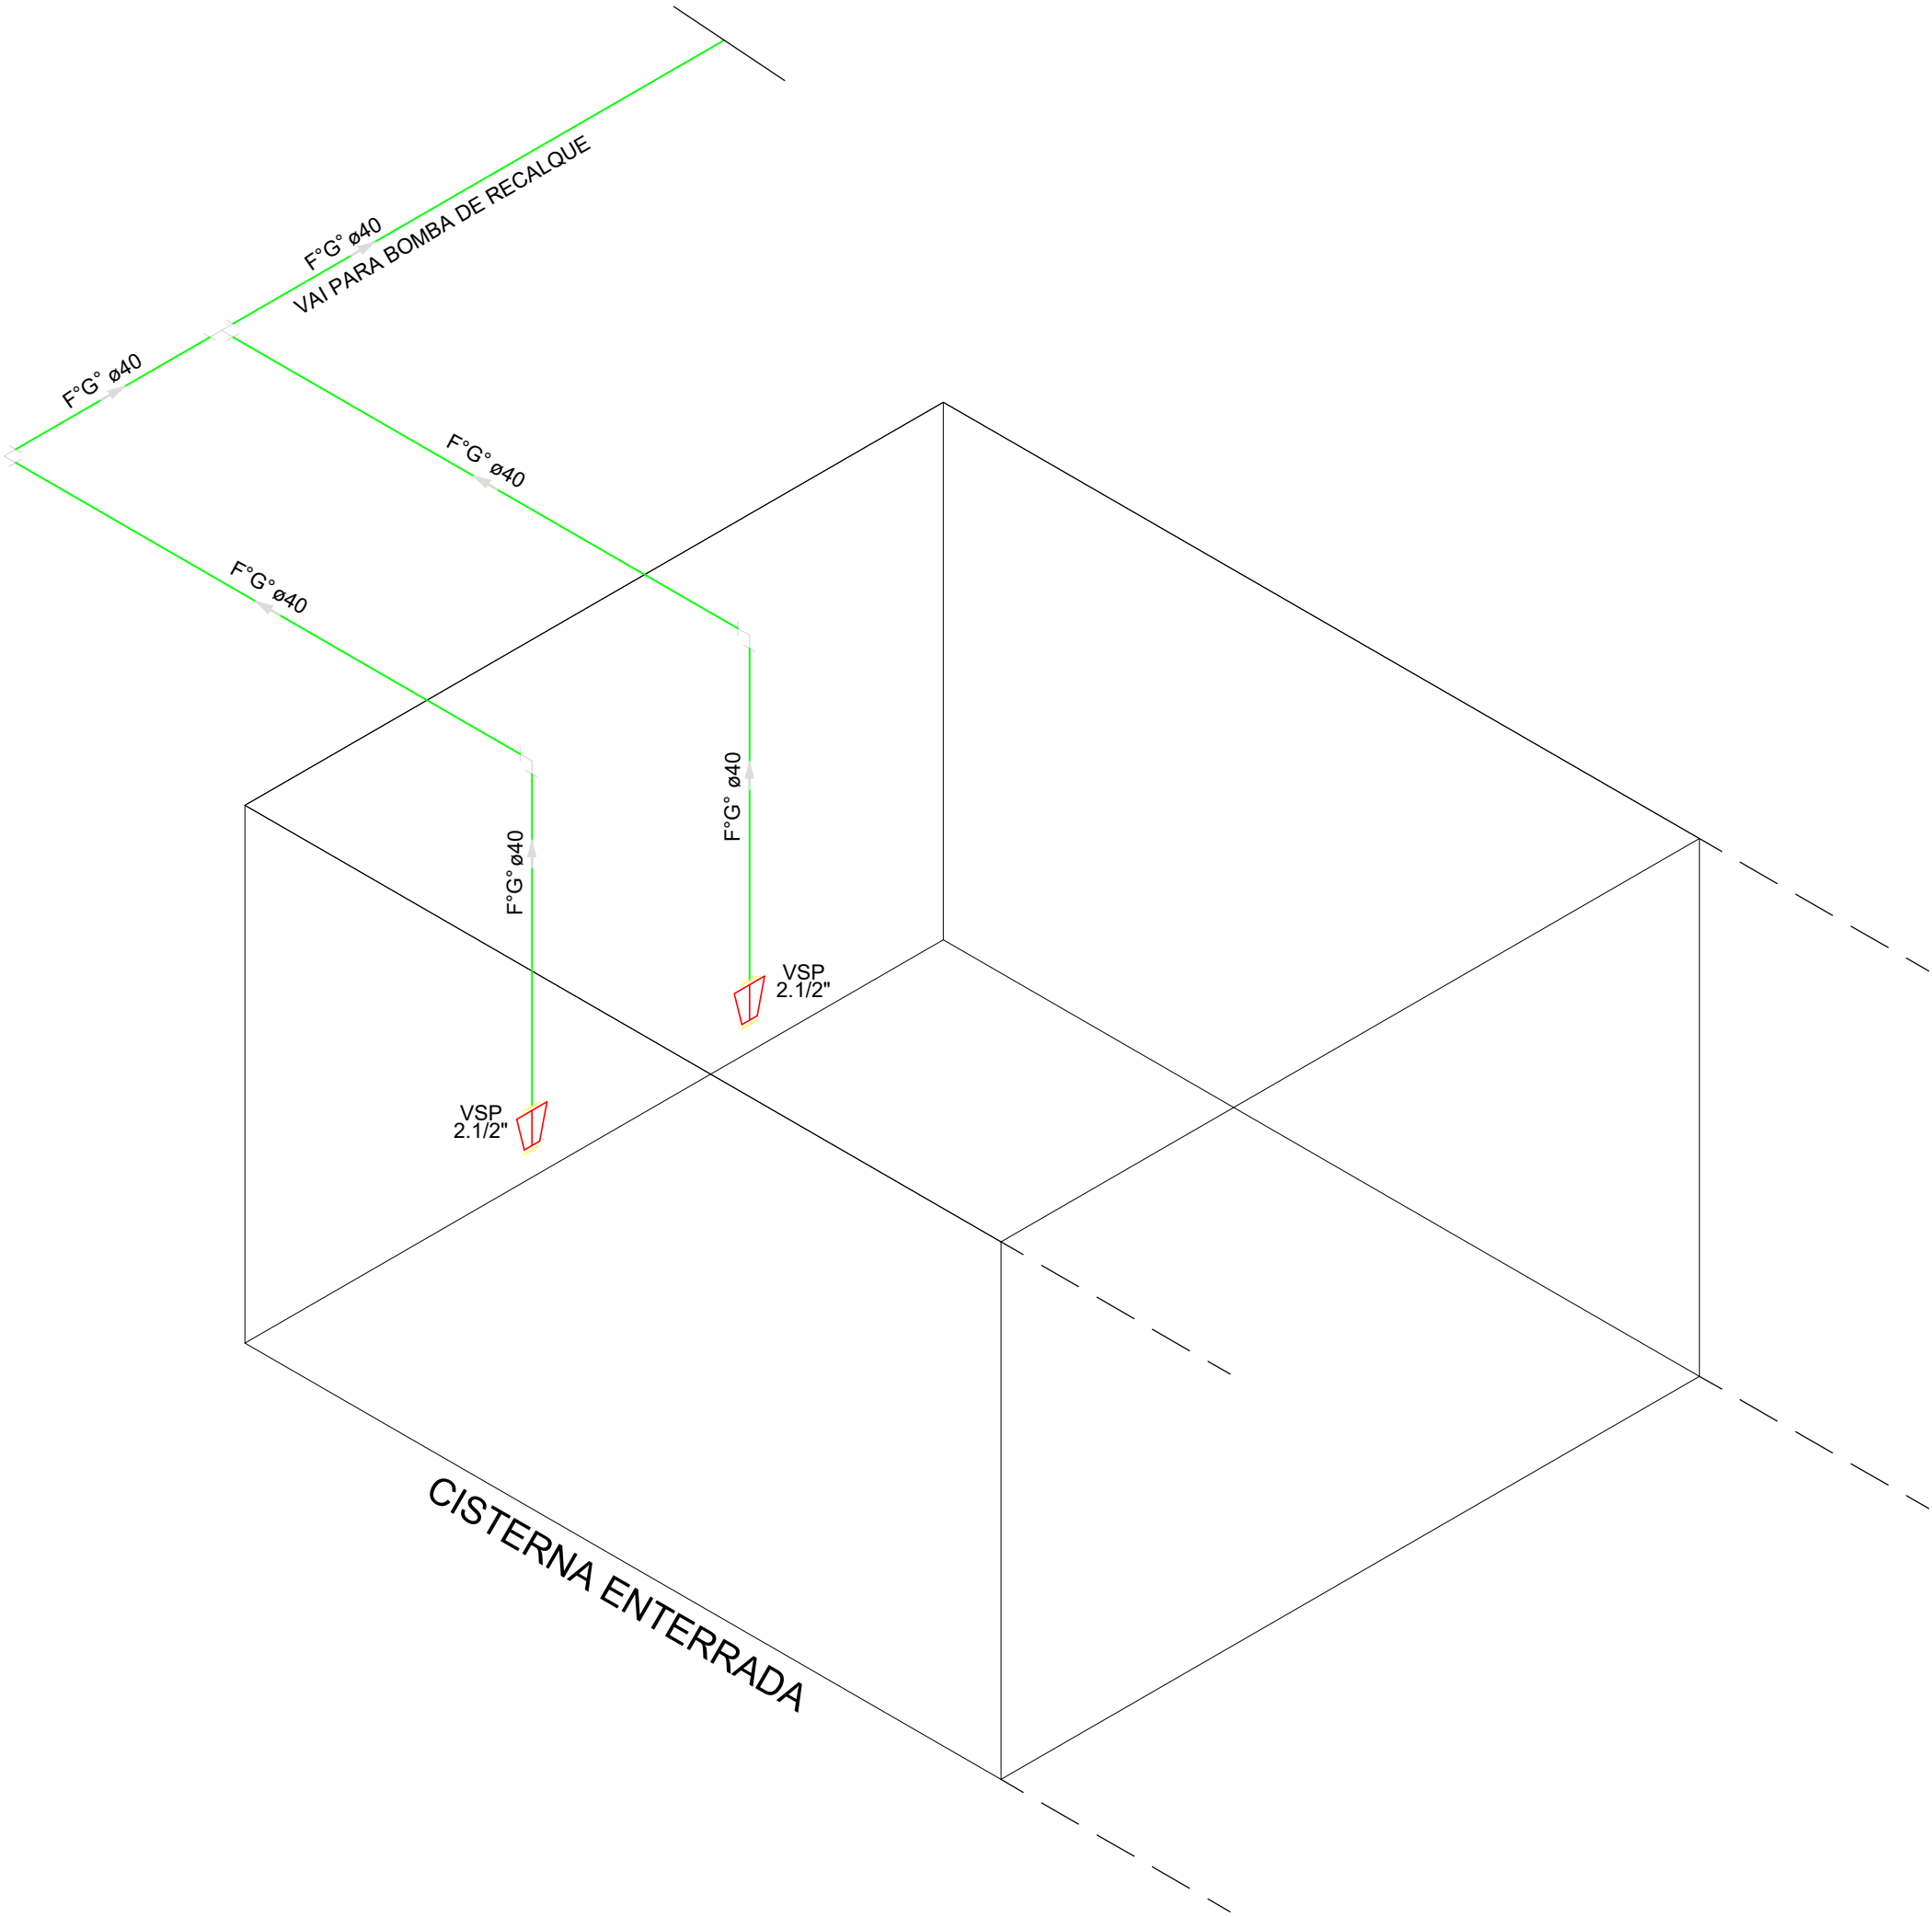 F°G° ø40
VAI PARA BOMBA DE RECALQUE
F°G° ø40
F°G° ø40
F°G° ø40
F°G° ø40
F°G° ø40
VSP
2.1/2"
VSP
2.1/2"
CISTERNA ENTERRADA